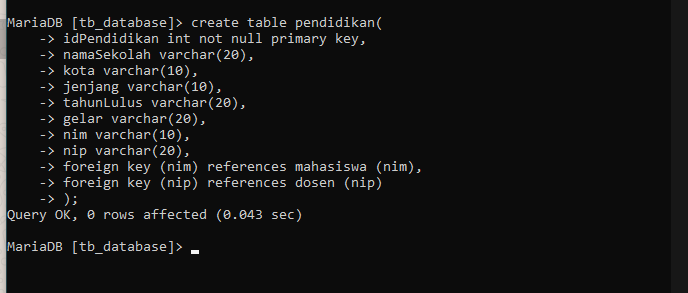 MariaDB [tb_database]> create table pendidikan(
    -> idPendidikan int not null primary key,
    -> namaSekolah varchar(20),
    -> kota varchar(10),
    -> jenjang varchar(10),
    -> tahunLulus varchar(20),
    -> gelar varchar(20),
    -> nim varchar(10),
    -> nip varchar(20),
    -> foreign key (nim) references mahasiswa (nim),
    -> foreign key (nip) references dosen (nip)
    -> );
Query OK, 0 rows affected (0.043 sec)
MariaDB [tb_database]>